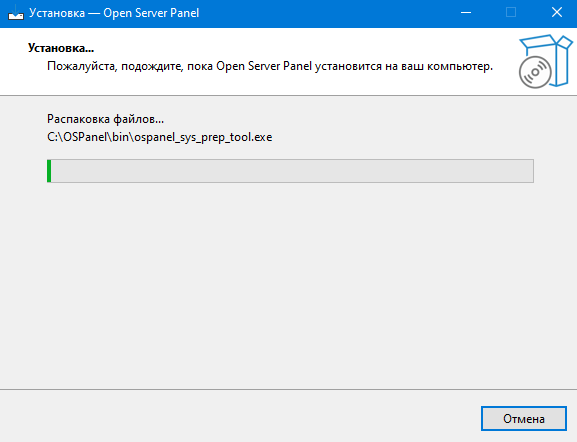 Установка — Open Server Panel
Установка...
Пожалуйста, подождите, пока Open Server Panel установится на ваш компьютер.
Распаковка файлов...
C:\OSPanel\bin\ospanel_sys_prep_tool.exe
Отмена